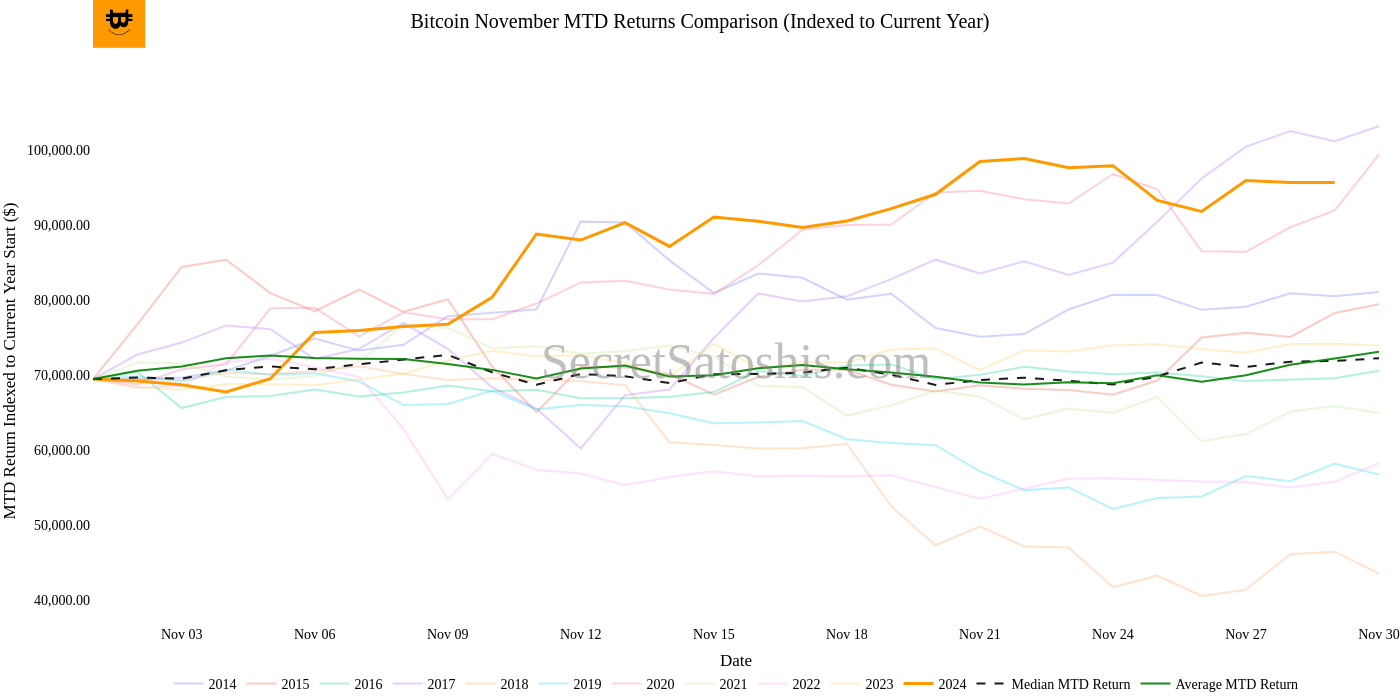 Bitcoin November MTD Returns Comparison (Indexed to Current Year)
MTD Return Indexed to Current Year Start ($)
100,000.00
90,000.00
80,000.00
70,000.00
60,000.00
50,000.00
40,000.00
SecretSatoshis.com
Nov 03 Nov 06 Nov 09 Nov 12 Nov 15 Nov 18 Nov 21 Nov 24 Nov 27 Nov 30
Date
2014 2015 2016 2017 2018 2019 2020 2021 2022 2023 2024 Median MTD Return Average MTD Return